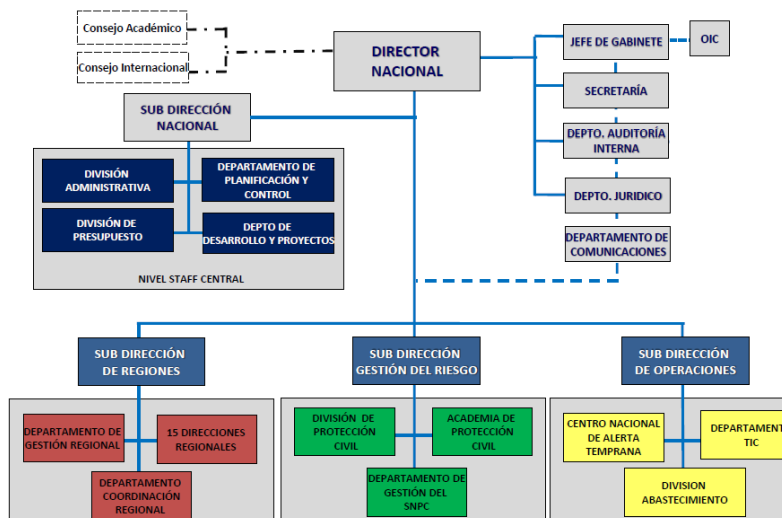 Consejo Académico
Consejo Internacional
DIRECTOR
NACIONAL
JEFE DE GABINETE
OIC
SECRETARÍA
DEPTO. AUDITORÍA
INTERNA
DEPTO. JURIDICO
DEPARTAMENTO DE
COMUNICACIONES
SUB DIRECCIÓN
NACIONAL
DIVISIÓN
ADMINISTRATIVA
DEPARTAMENTO DE
PLANIFICACIÓN Y
CONTROL
DIVISIÓN DE
PRESUPUESTO
DEPTO DE
DESARROLLO Y PROYECTOS
NIVEL STAFF CENTRAL
SUB DIRECCIÓN
DE REGIONES
DEPARTAMENTO DE
GESTIÓN REGIONAL
15 DIRECCIONES
REGIONALES
DEPARTAMENTO
COORDINACIÓN
REGIONAL
SUB DIRECCIÓN
GESTIÓN DEL RIESGO
DIVISIÓN DE
PROTECCIÓN
CIVIL
ACADEMIA DE
PROTECCIÓN
CIVIL
DEPARTAMENTO DE
GESTIÓN DEL
SNPC
SUB DIRECCIÓN
DE OPERACIONES
CENTRO NACIONAL
DE ALERTA
TEMPRANA
DEPARTAMENT
TIC
DIVISION
ABASTECIMIENTO